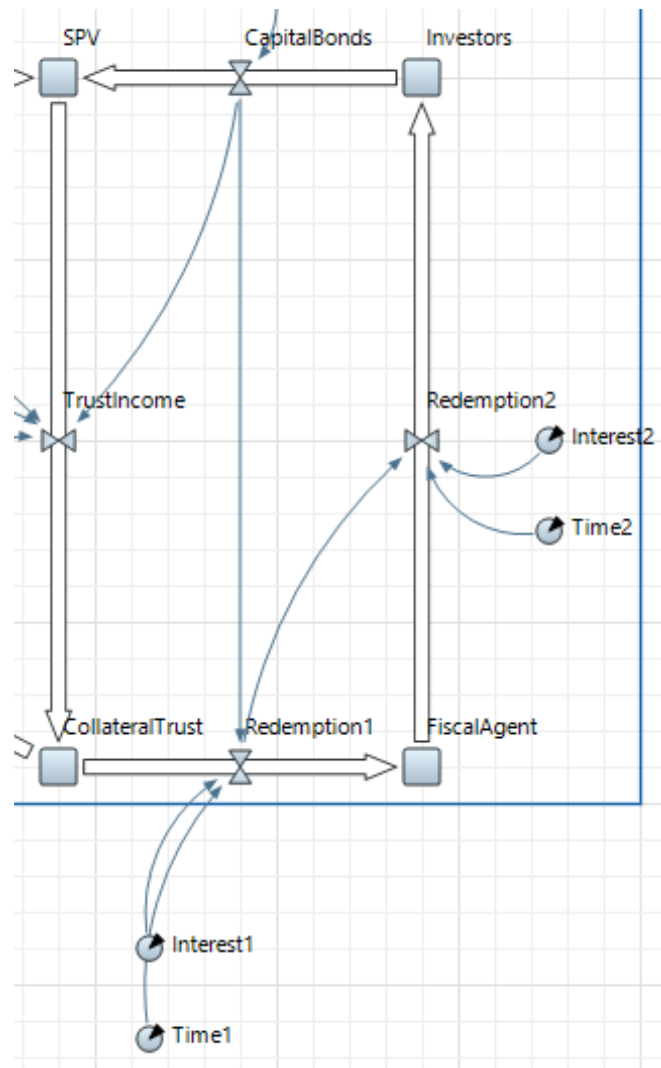 SPV
CapitalBonds
Investors
TrustIncome
Redemption2
Interest2
Time2
CollateralTrust
Redemption1
FiscalAgent
Interest1
Time1